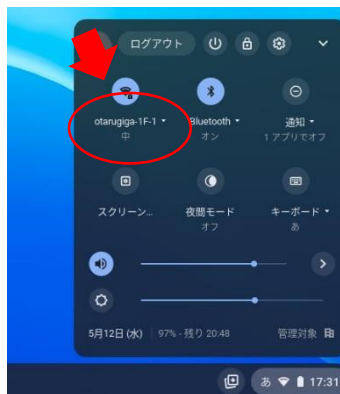 ログアウト
otarugiga-1F-1
中
Bluetooth
オン
通知
1 アプリでオフ
スクリーン...
夜間モード
オフ
キーボード
あ
5月12日 (水)
97% - 残り 20:48
管理対象
あ
17:31